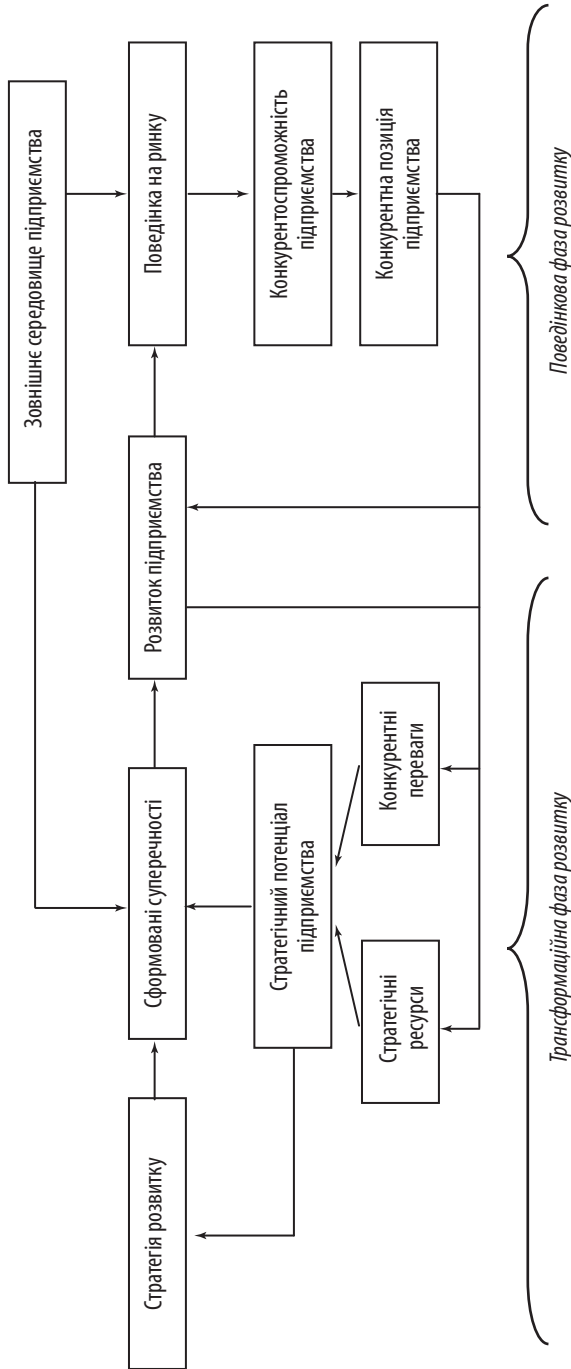 Зовнішнє середовище підприємства
Стратегія розвитку
Сформовані суперечності
Розвиток підприємства
Поведінка на ринку
Стратегічний потенціал
підприємства
Конкурентоспроможність
підприємства
Стратегічні
ресурси
Конкурентні
переваги
Конкурентна позиція
підприємства
Трансформаційна фаза розвитку
Поведінкова фаза розвитку